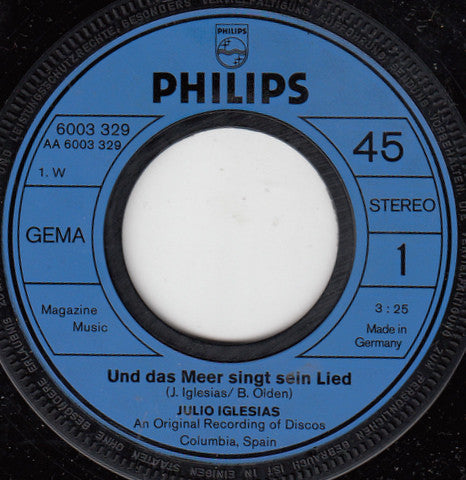 PHILIPS
PHILIPS
6003 329
AA 6003 329
45
1. W
STEREO
GEMA
1
Magazine
Music
3 : 25
Made in
Germany
Und das Meer singt sein Lied
(J. Iglesias/ B. Olden)
JULIO IGLESIAS
An Original Recording of Discos
Columbia, Spain